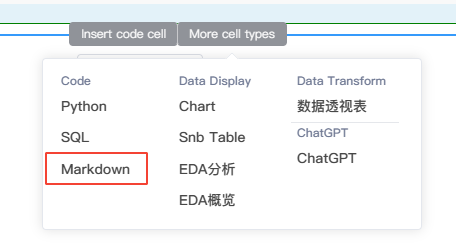 Insert code cell
More cell types
Code
Python
SQL
Markdown
Data Display
Chart
Snb Table
EDA分析
EDA概览
Data Transform
数据透视表
ChatGPT
ChatGPT